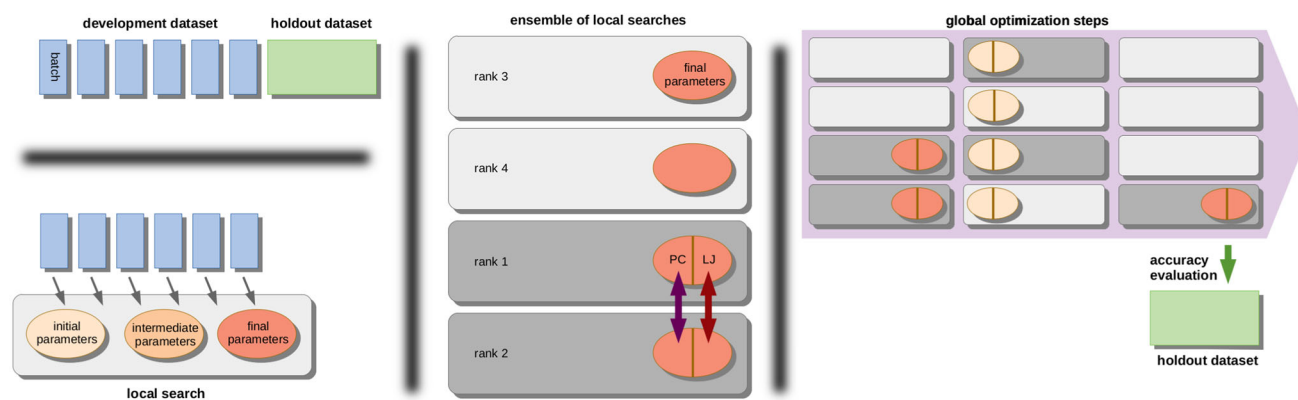 development dataset
holdout dataset
batch
initial
parameters
intermediate
parameters
final
parameters
local search
ensemble of local searches
rank 3
final
parameters
rank 4
rank 1
PC
LJ
rank 2
global optimization steps
accuracy
evaluation
holdout dataset